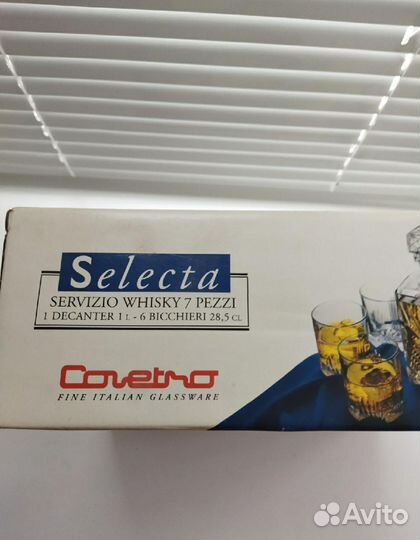 Selecta
SERVIZIO WHISKY 7 PEZZI
1 DECANTER 1 L - 6 BICCHIERI 28,5 CL
Covetro
FINE ITALIAN GLASSWARE
Avito